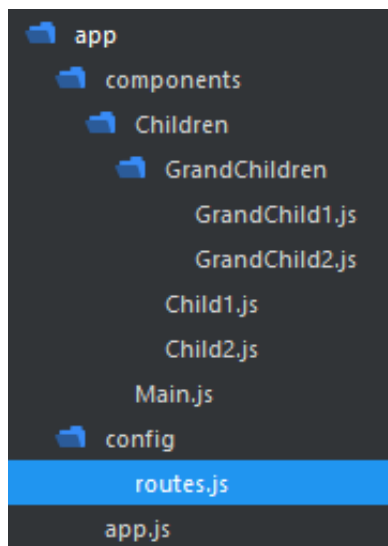 app
components
Children
GrandChildren
GrandChild1.js
GrandChild2.js
Child1.js
Child2.js
Main.js
config
routes.js
app.js